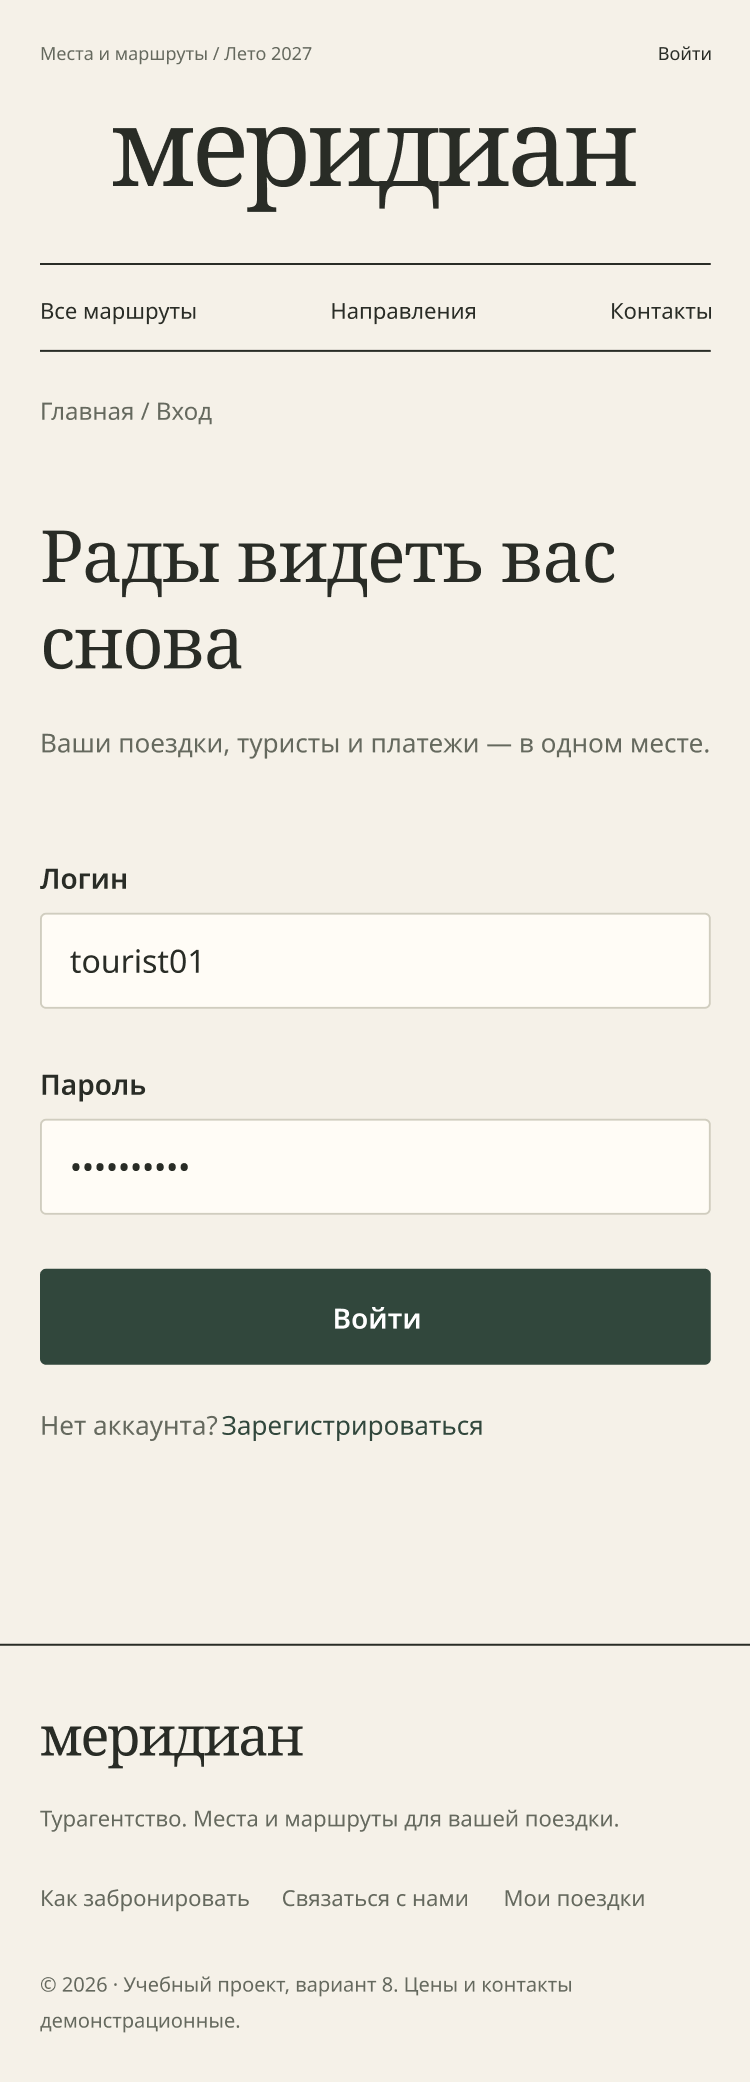 Места и маршруты / Лето 2027
Войти
меридиан
Все маршруты
Направления
Контакты
Главная / Вход
Рады видеть вас
снова
Ваши поездки, туристы и платежи — в одном месте.
Логин
tourist01
Пароль
••••••••••
Войти
Нет аккаунта? Зарегистрироваться
меридиан
Турагентство. Места и маршруты для вашей поездки.
Как забронировать
Связаться с нами
Мои поездки
© 2026 · Учебный проект, вариант 8. Цены и контакты
демонстрационные.